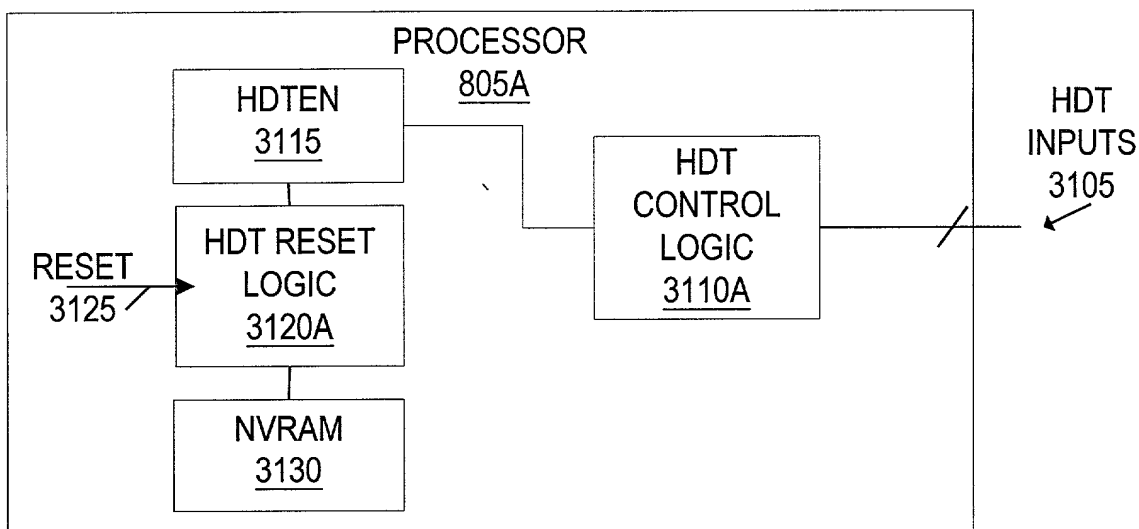 PROCESSOR
805A
HDTEN
3115
HDT
CONTROL
LOGIC
3110A
HDT
INPUTS
3105
HDT RESET
LOGIC
3120A
RESET
3125
NVRAM
3130